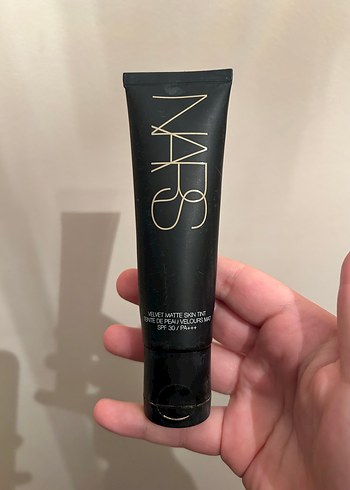 NARS
VELVET MATTE SKIN TINT
TEINTE DE PEAU VELOURS MAT
SPF 30 / PA+++